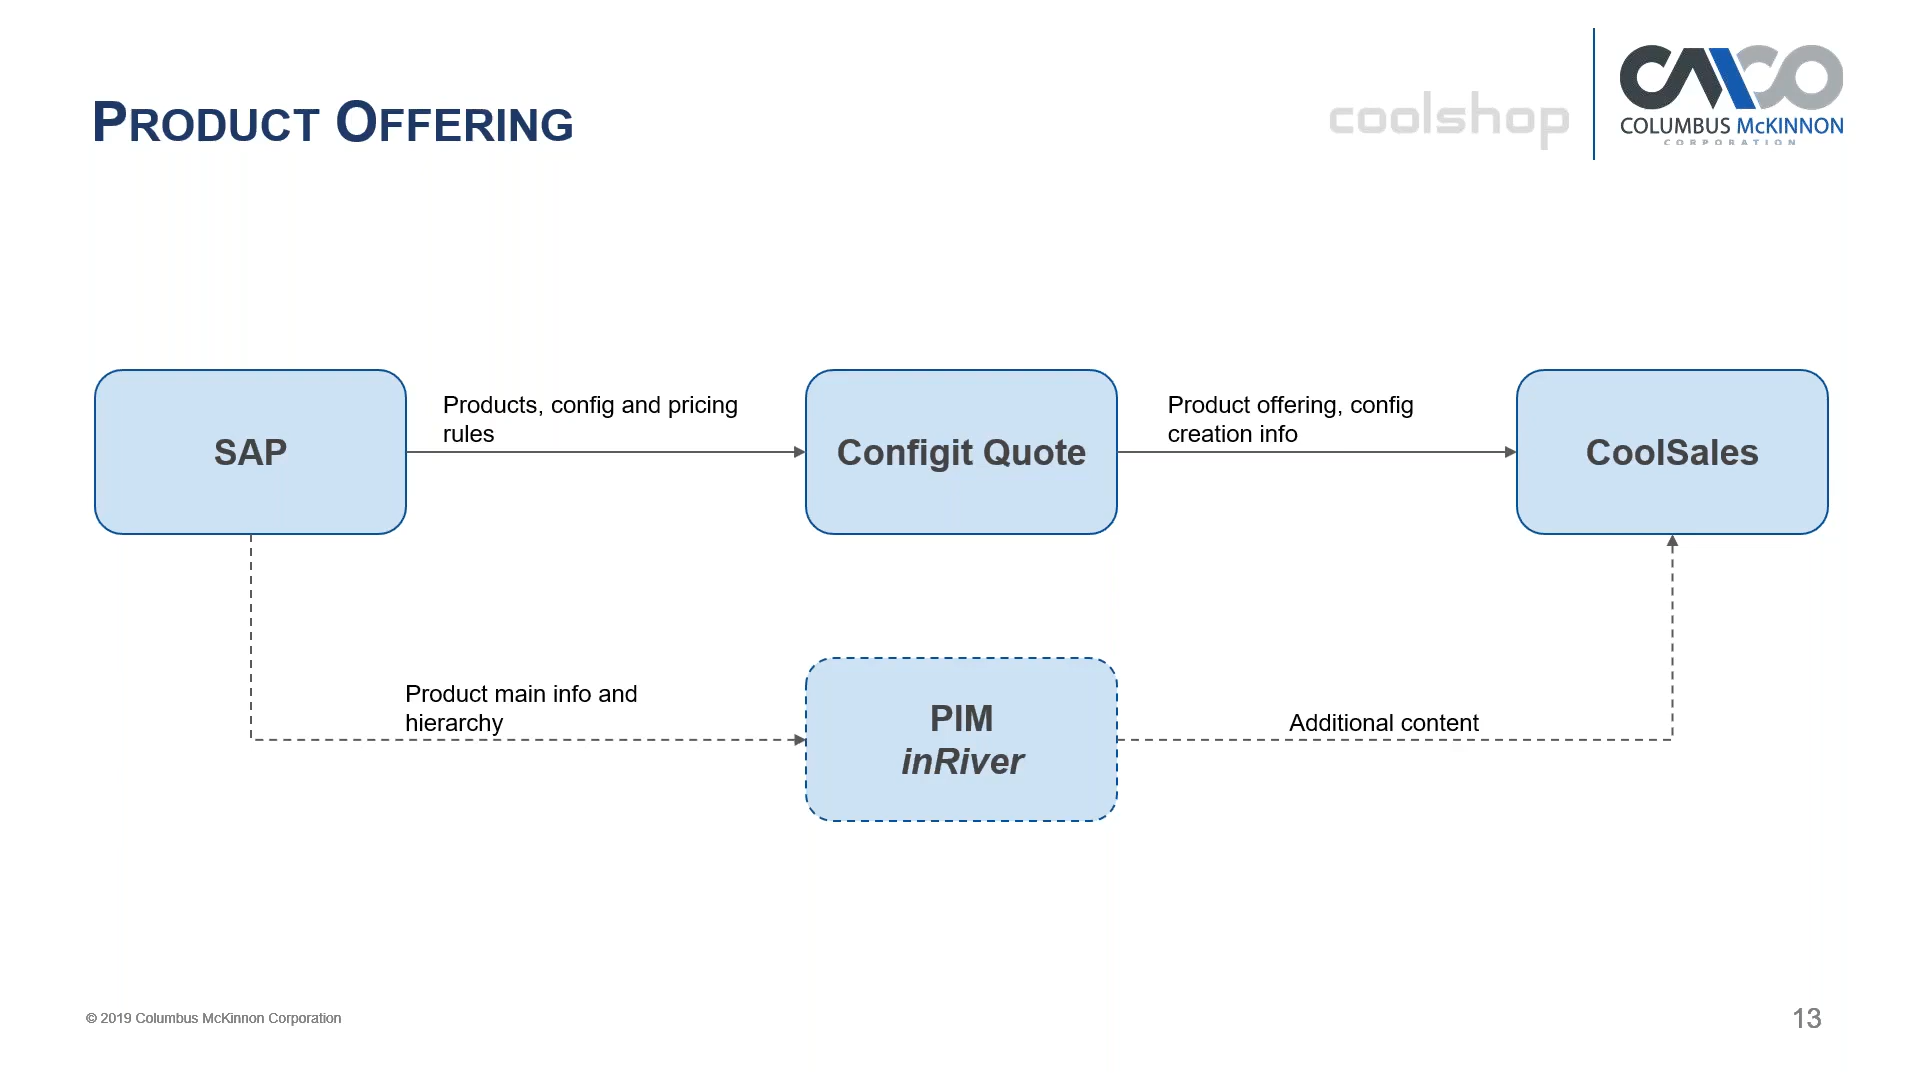 PRODUCT OFFERING
coolshop
COLUMBUS McKINNON
CORPORATION
SAP
Products, config and pricing
rules
Configit Quote
Product offering, config
creation info
CoolSales
Product main info and
hierarchy
PIM
inRiver
Additional content
© 2019 Columbus McKinnon Corporation
13